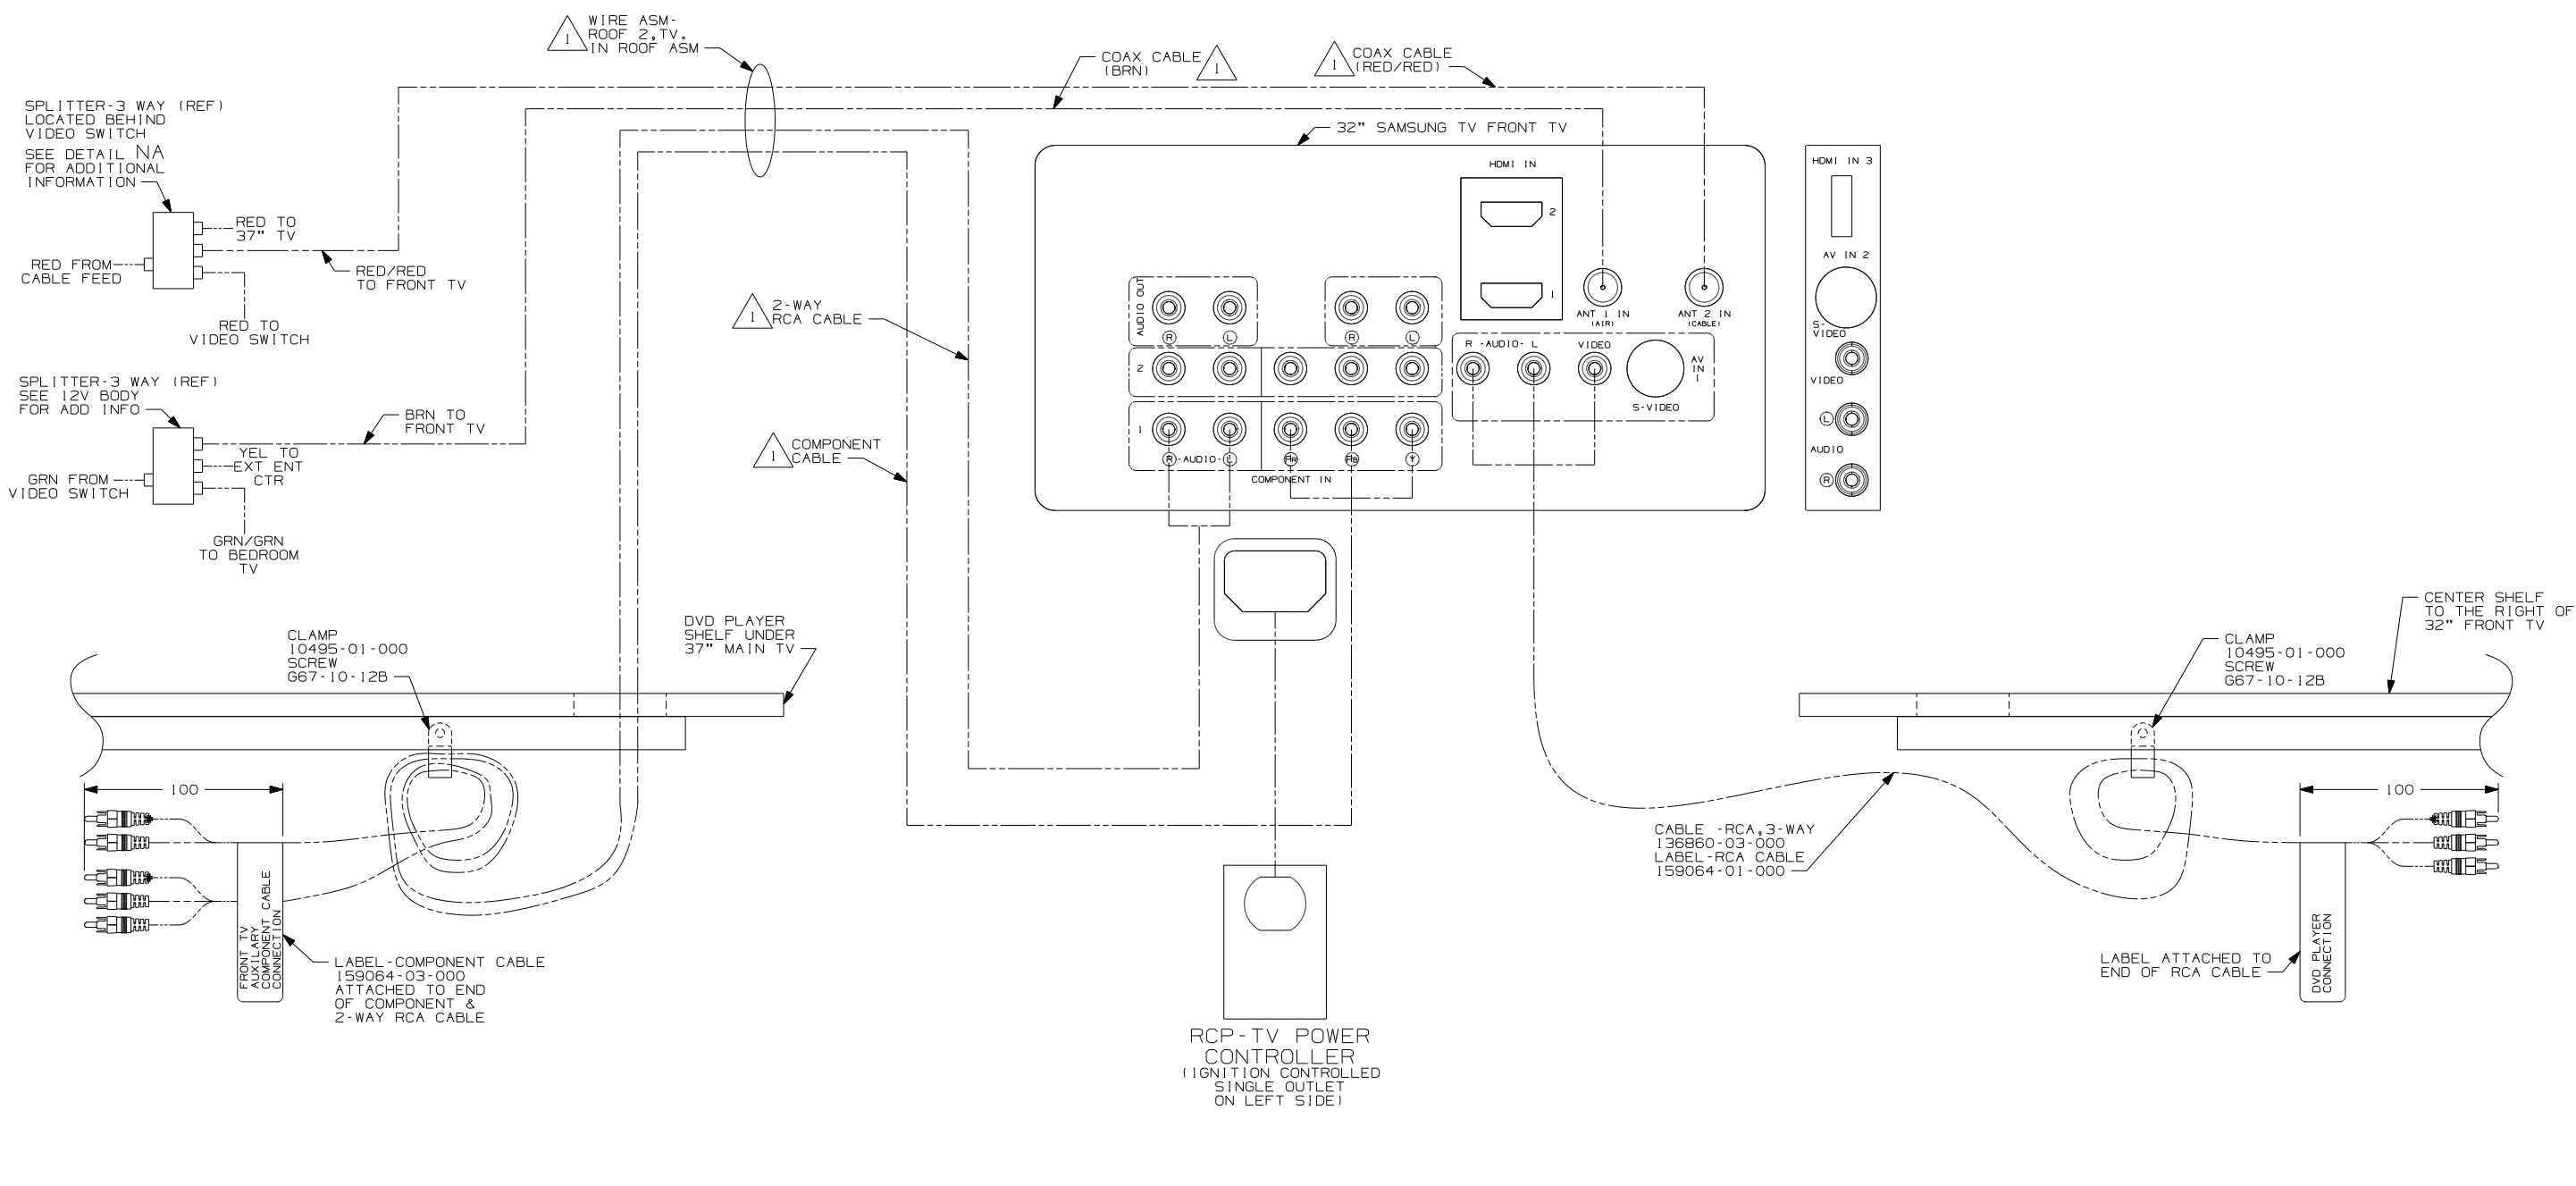 WIRE ASM-
ROOF 2,TV.
IN ROOF ASM
1
COAX CABLE
(BRN)
1
1
COAX CABLE
(RED/RED)
SPLITTER-3 WAY (REF)
LOCATED BEHIND
VIDEO SWITCH
SEE DETAIL NA
FOR ADDITIONAL
INFORMATION
RED TO
37" TV
RED FROM
CABLE FEED
RED/RED
TO FRONT TV
RED TO
VIDEO SWITCH
SPLITTER-3 WAY (REF)
SEE 12V BODY
FOR ADD INFO
BRN TO
FRONT TV
YEL TO
EXT ENT
CTR
GRN FROM
VIDEO SWITCH
GRN/GRN
TO BEDROOM
TV
1
2-WAY
RCA CABLE
1
COMPONENT
CABLE
32" SAMSUNG TV FRONT TV
HDMI IN
2
1
AUDIO OUT
R
L
R
L
2
1
R
-AUDIO-
L
PR
PB
Y
COMPONENT IN
ANT 1 IN
(AIR)
ANT 2 IN
(CABLE)
R -AUDIO- L
VIDEO
AV
IN
1
S-VIDEO
HDMI IN 3
AV IN 2
S-
VIDEO
VIDEO
L
AUDIO
R
CLAMP
10495-01-000
SCREW
G67-10-12B
DVD PLAYER
SHELF UNDER
37" MAIN TV
100
FRONT TV
AUXILARY
COMPONENT CABLE
CONNECTION
LABEL-COMPONENT CABLE
159064-03-000
ATTACHED TO END
OF COMPONENT &
2-WAY RCA CABLE
RCP-TV POWER
CONTROLLER
(IGNITION CONTROLLED
SINGLE OUTLET
ON LEFT SIDE)
CENTER SHELF
TO THE RIGHT OF
32" FRONT TV
CLAMP
10495-01-000
SCREW
G67-10-12B
100
CABLE -RCA,3-WAY
136860-03-000
LABEL-RCA CABLE
159064-01-000
DVD PLAYER
CONNECTION
LABEL ATTACHED TO
END OF RCA CABLE